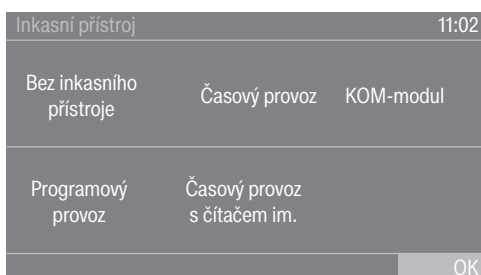 Inkasní přístroj 11:02
Bez inkasního
přístroje
Časový provoz
KOM-modul
Programový
provoz
Časový provoz
s čítačem im.
OK